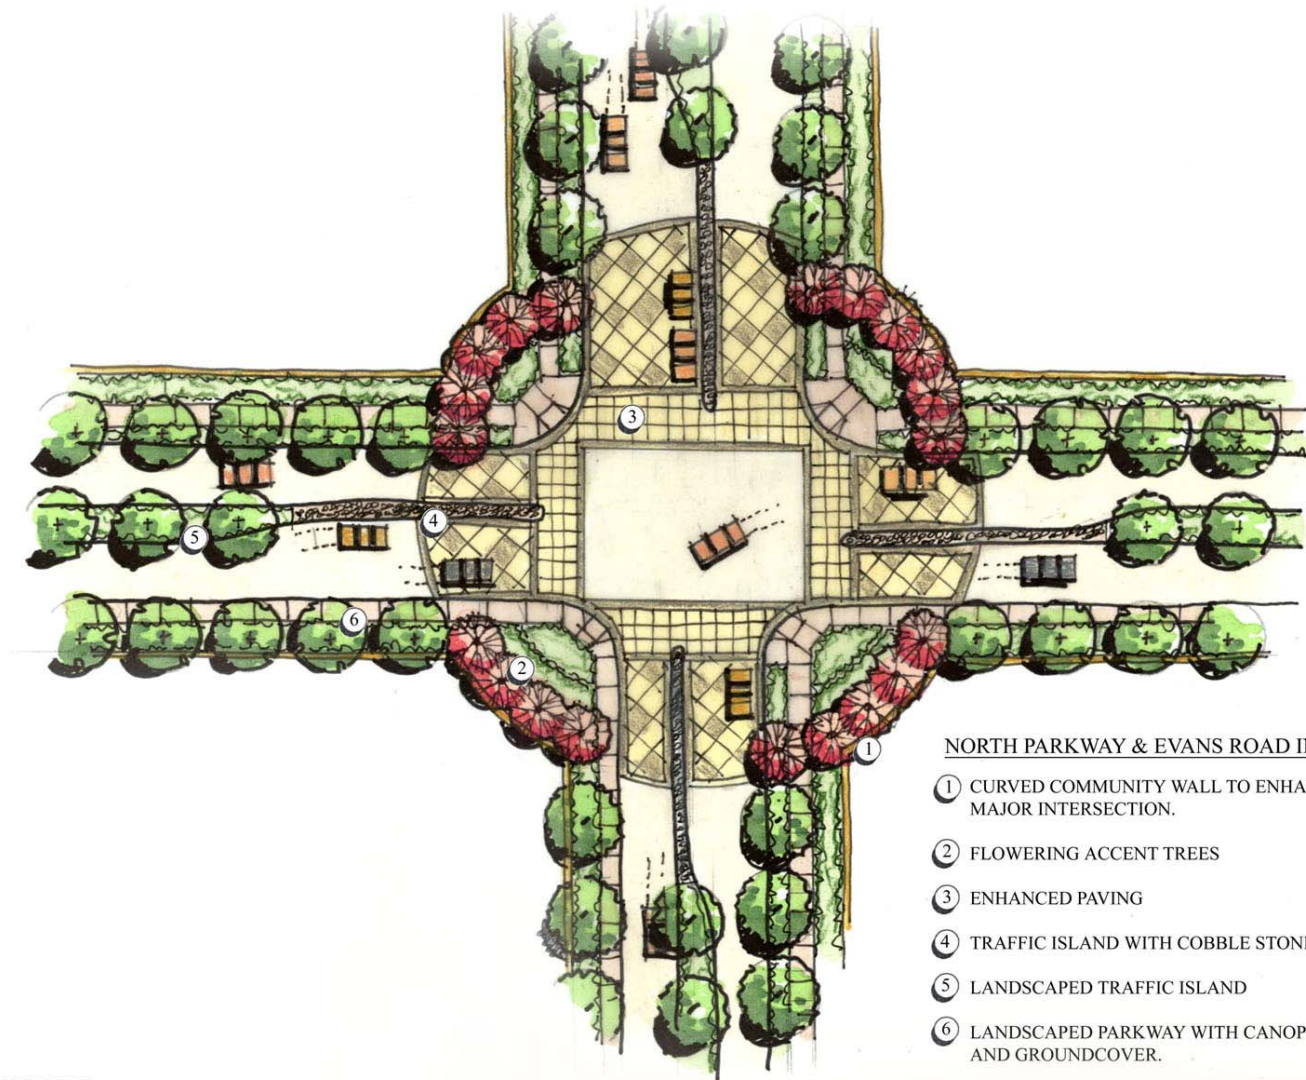 3
4
5
6
2
1
NORTH PARKWAY & EVANS ROAD
1 CURVED COMMUNITY WALL TO
MAJOR INTERSECTION.
2 FLOWERING ACCENT TREES
3 ENHANCED PAVING
4 TRAFFIC ISLAND WITH COBBLE
5 LANDSCAPED TRAFFIC ISLAND
6 LANDSCAPED PARKWAY WITH
AND GROUNDCOVER.